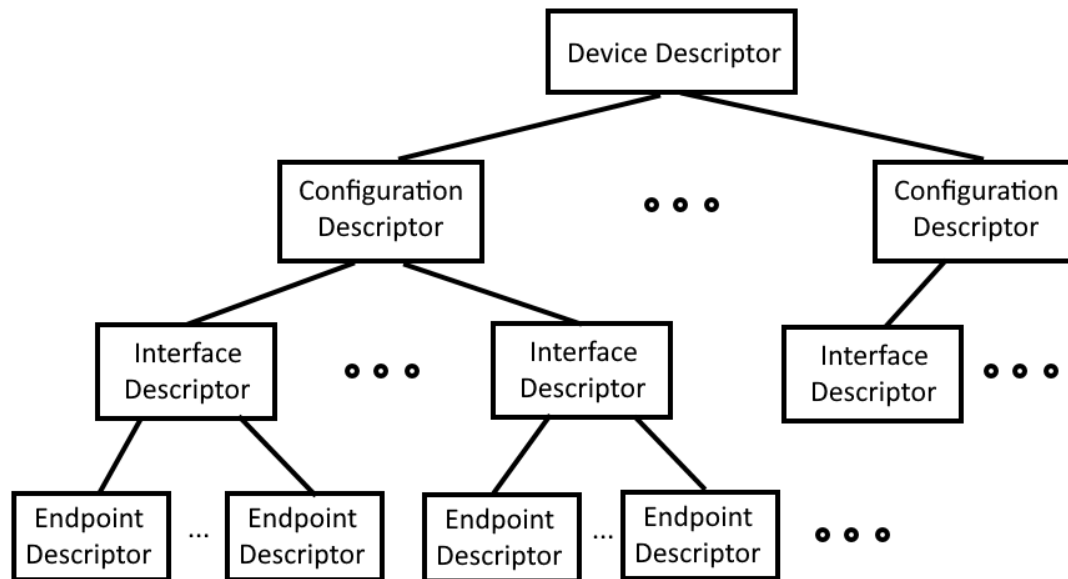 Device Descriptor
Configuration
Descriptor
Configuration
Descriptor
Interface
Descriptor
Interface
Descriptor
Interface
Descriptor
Endpoint
Descriptor
...
Endpoint
Descriptor
Endpoint
Descriptor
...
Endpoint
Descriptor